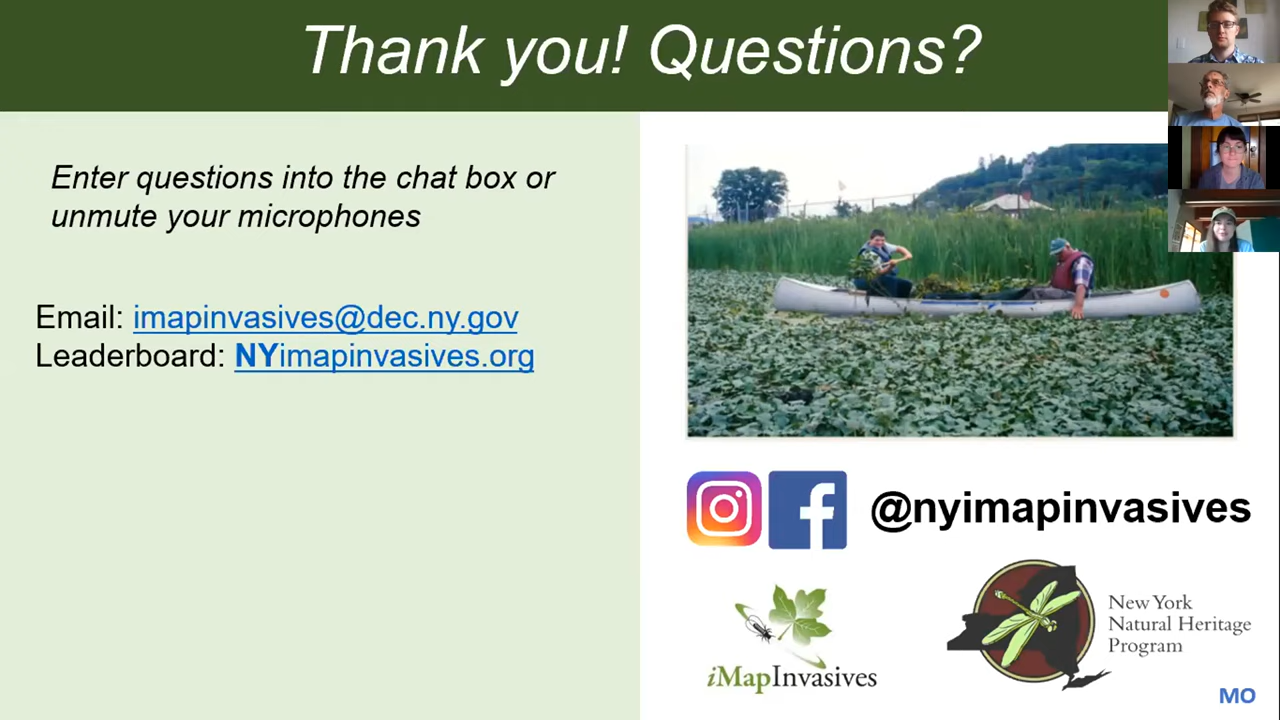 Thank you! Questions?
Enter questions into the chat box or
unmute your microphones
Email: imapinvasives@dec.ny.gov
Leaderboard: NYimapinvasives.org
@nyimapinvasives
iMapInvasives
New York
Natural Heritage
Program
MO